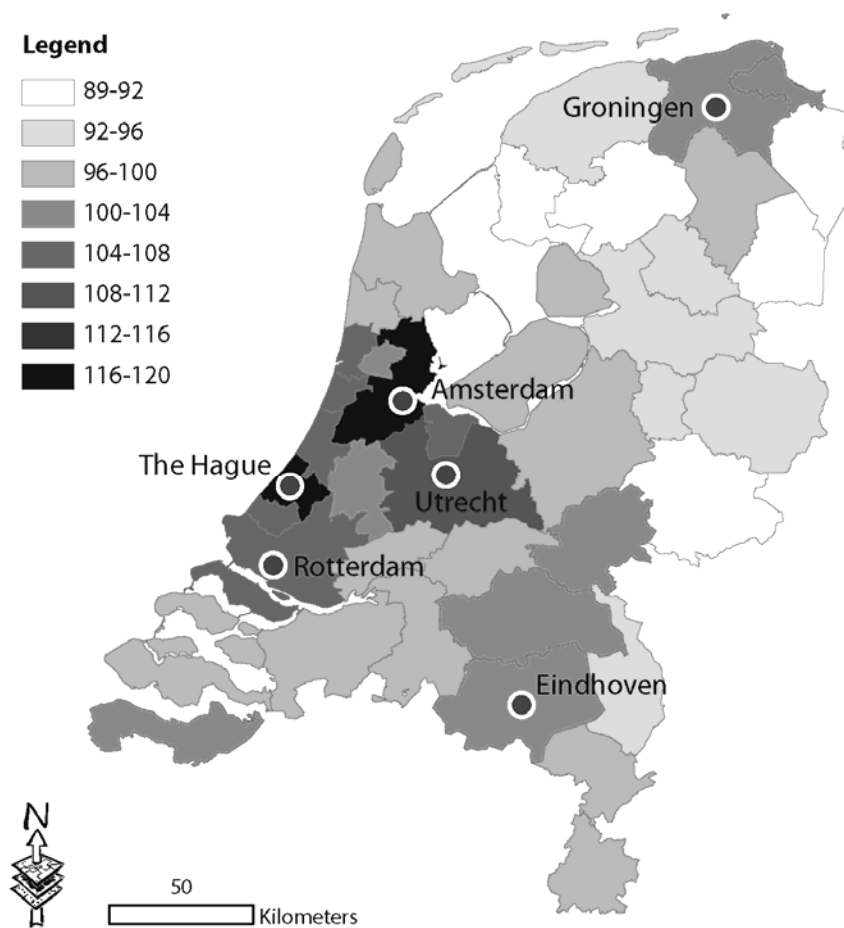 Legend
89-92
92-96
96-100
100-104
104-108
108-112
112-116
116-120
Groningen
Amsterdam
The Hague
Utrecht
Rotterdam
Eindhoven
N
50
Kilometers